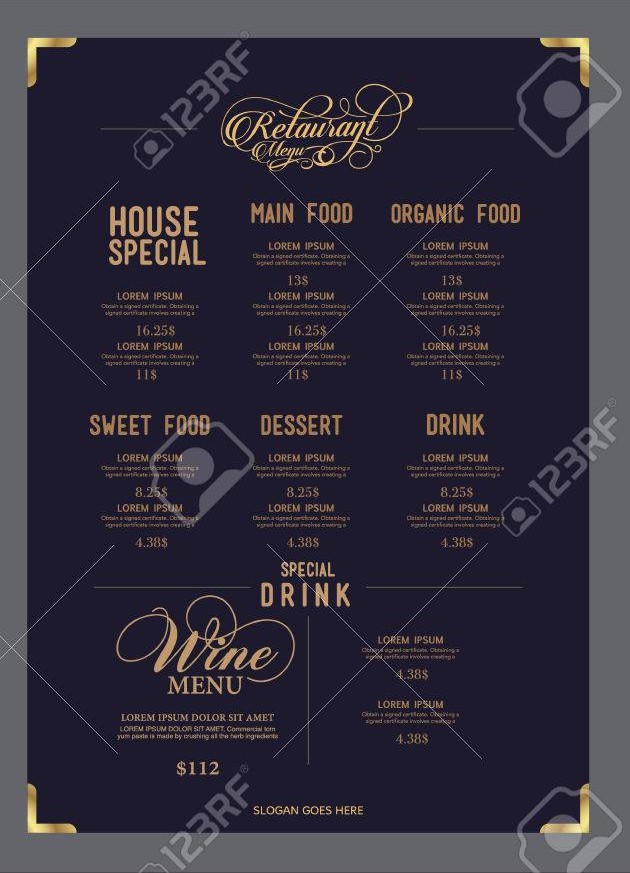 Retaurant
Menu
HOUSE
SPECIAL
LOREM IPSUM
Obtain a signed certificate. Obtaining a
signed certificate involves creating a
16.25$
LOREM IPSUM
Obtain a signed certificate. Obtaining a
signed certificate involves creating a
11$
MAIN FOOD
LOREM IPSUM
Obtain a signed certificate. Obtaining a
signed certificate involves creating a
13$
LOREM IPSUM
Obtain a signed certificate. Obtaining a
signed certificate involves creating a
16.25$
LOREM IPSUM
Obtain a signed certificate. Obtaining a
signed certificate involves creating a
11$
ORGANIC FOOD
LOREM IPSUM
Obtain a signed certificate. Obtaining a
signed certificate involves creating a
13$
LOREM IPSUM
Obtain a signed certificate. Obtaining a
signed certificate involves creating a
16.25$
LOREM IPSUM
Obtain a signed certificate. Obtaining a
signed certificate involves creating a
11$
SWEET FOOD
LOREM IPSUM
Obtain a signed certificate. Obtaining a
signed certificate involves creating a
8.25$
LOREM IPSUM
Obtain a signed certificate. Obtaining a
signed certificate involves creating a
4.38$
DESSERT
LOREM IPSUM
Obtain a signed certificate. Obtaining a
signed certificate involves creating a
8.25$
LOREM IPSUM
Obtain a signed certificate. Obtaining a
signed certificate involves creating a
4.38$
DRINK
LOREM IPSUM
Obtain a signed certificate. Obtaining a
signed certificate involves creating a
8.25$
LOREM IPSUM
Obtain a signed certificate. Obtaining a
signed certificate involves creating a
4.38$
SPECIAL
DRINK
Wine
MENU
LOREM IPSUM DOLOR SIT AMET
LOREM IPSUM DOLOR SIT AMET, Commercial torn
yummy paste is made by crushing all the herb ingredients
$112
LOREM IPSUM
Obtain a signed certificate. Obtaining a
signed certificate involves creating a
4.38$
LOREM IPSUM
Obtain a signed certificate. Obtaining a
signed certificate involves creating a
4.38$
SLOGAN GOES HERE
123RF
123RF
123RF
123RF